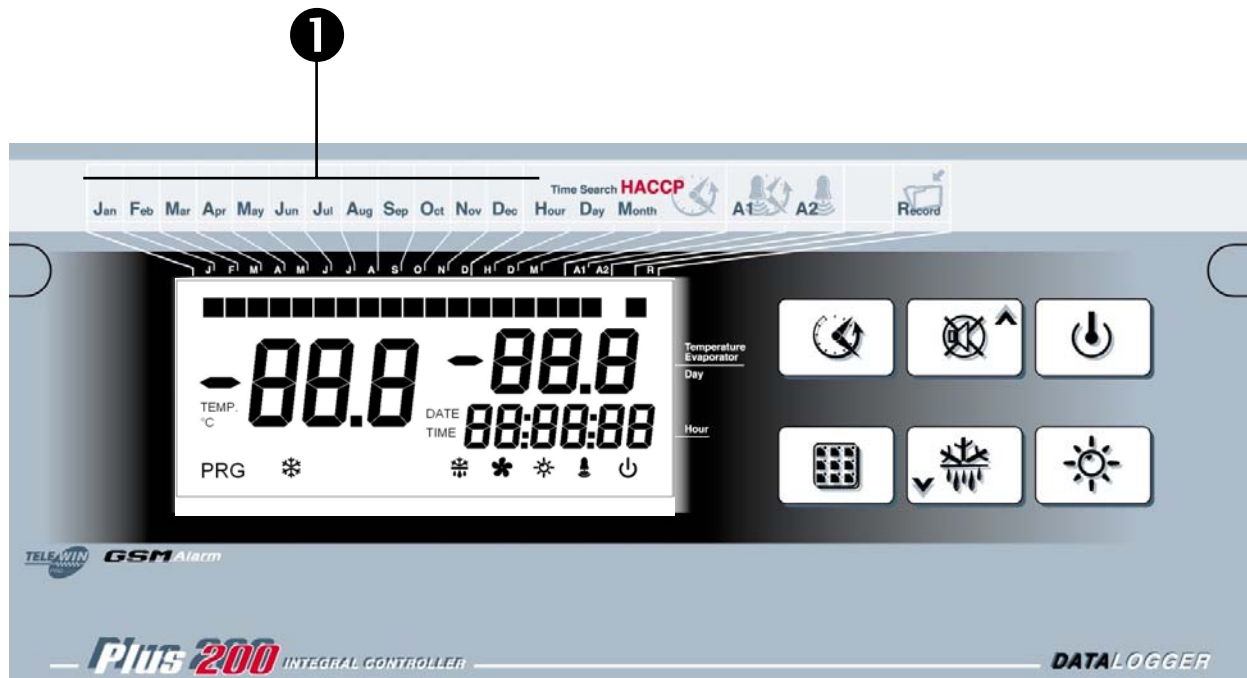 1
Time Search HACCP
Jan Feb Mar Apr May Jun Jul Aug Sep Oct Nov Dec Hour Day Month A1 A2 Record
J F M A M J J A S O N D H D M A1 A2 R
-88.8 -88.8
Temperature
Evaporator
Day
TEMP. °C
DATE
TIME 88:88:88
Hour
PRG
TELEWIN GSM Alarm
Plus 200 INTEGRAL CONTROLLER DATALOGGER